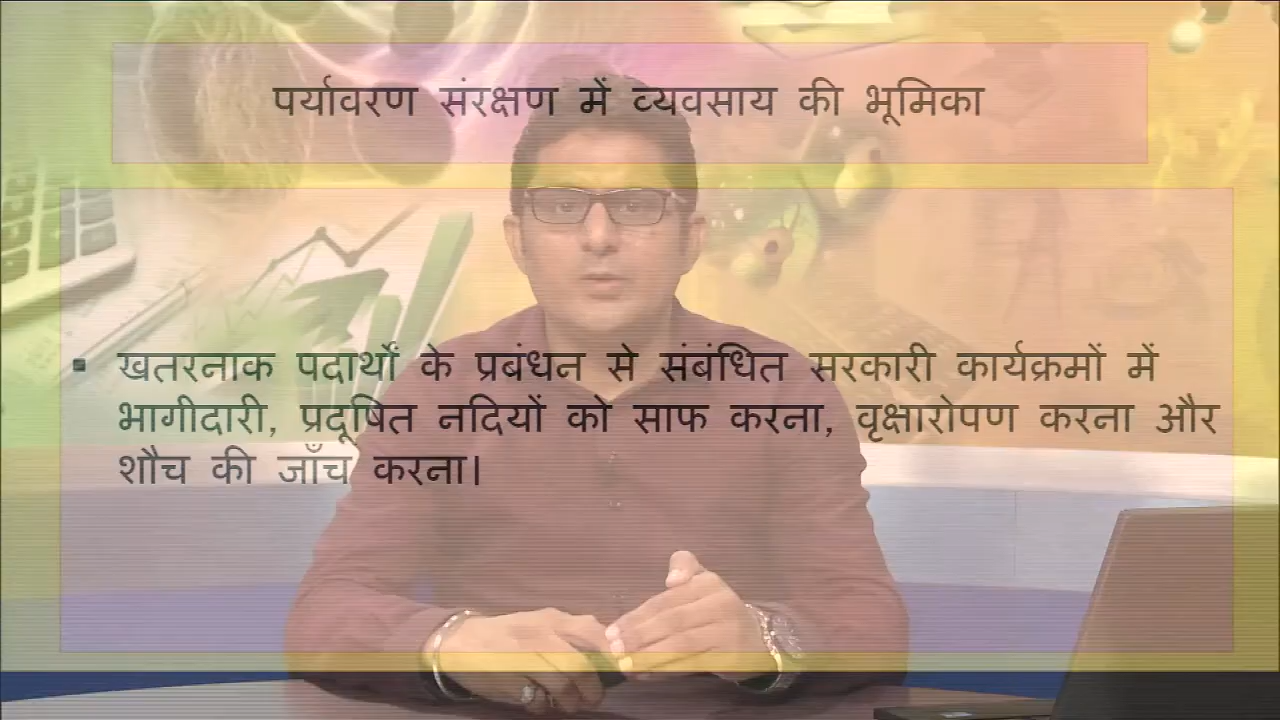 पर्यावरण संरक्षण में व्यवसाय की भूमिका
▪ खतरनाक पदार्थों के प्रबंधन से संबंधित सरकारी कार्यक्रमों में
भागीदारी, प्रदूषित नदियों को साफ करना, वृक्षारोपण करना और
शौच की जाँच करना।